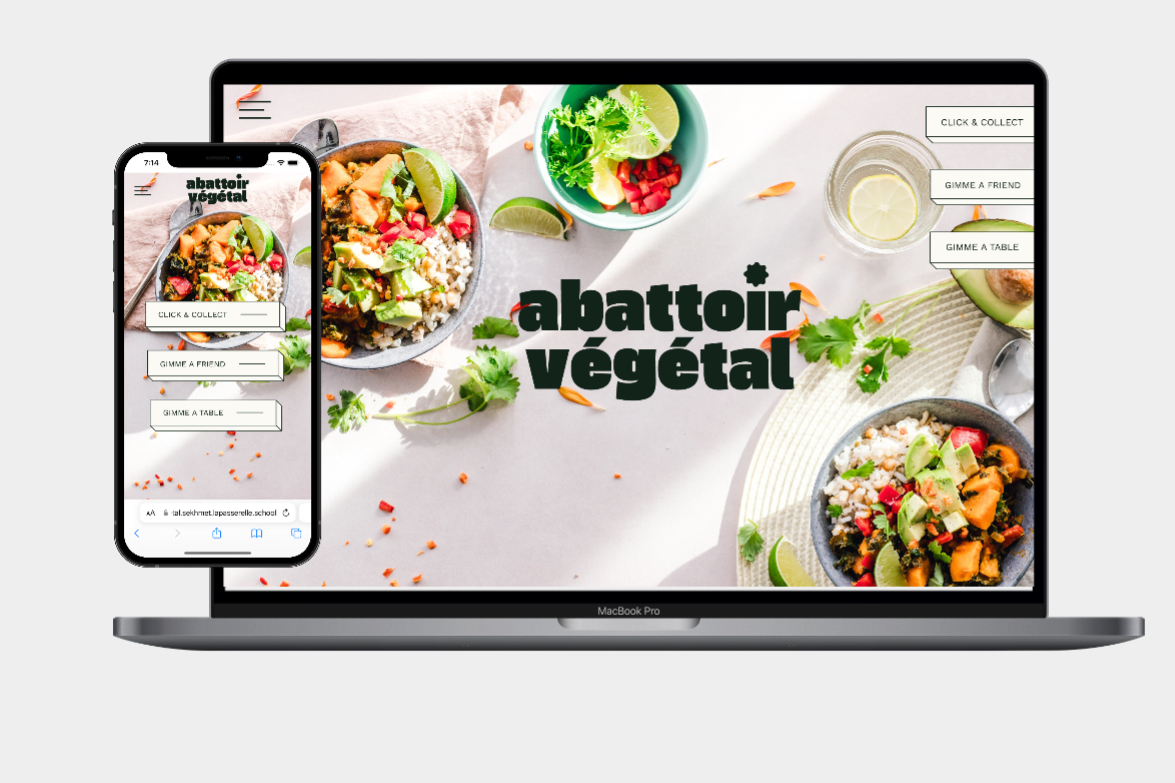 7:14
abattoir
végétal
CLICK & COLLECT
GIMME A FRIEND
GIMME A TABLE
AA
tal.sekhmet.lapasserelle.school
CLICK & COLLECT
GIMME A FRIEND
GIMME A TABLE
abattoir
végétal
MacBook Pro